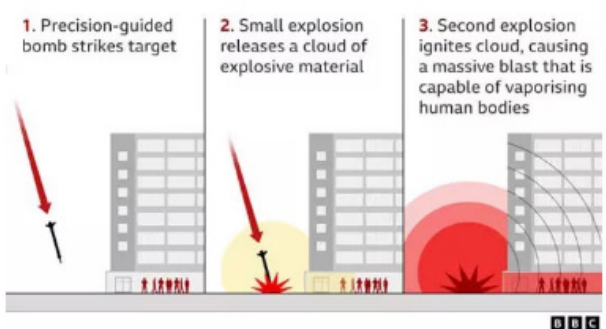 1. Precision-guided
bomb strikes target
2. Small explosion
releases a cloud of
explosive material
3. Second explosion
ignites cloud, causing
a massive blast that is
capable of vaporising
human bodies
BBC